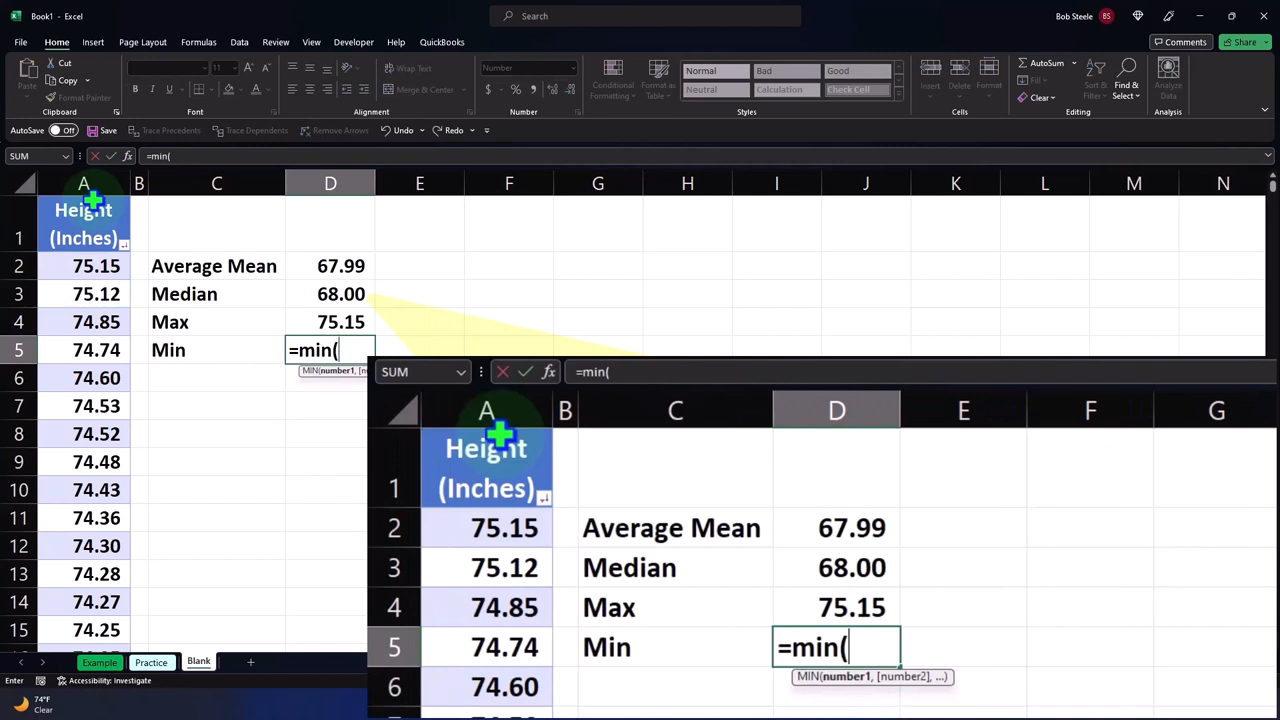 Book1 - Excel
Search
Bob Steele BS
File Home Insert Page Layout Formulas Data Review View Developer Help QuickBooks
Comments Share
Paste Cut Copy Format Painter
Clipboard
11
B I U
Font
Wrap Text
Merge & Center
Alignment
Number
$ % ,
Number
Conditional Formatting
Format as Table
Normal Bad Good
Neutral Calculation Check Cell
Styles
Insert Delete Format
Cells
AutoSum
Fill
Clear
Sort & Filter
Find & Select
Editing
Analyze Data
Analysis
AutoSave Off Save Trace Precedents Trace Dependents Remove Arrows Undo Redo
SUM fx =min(
A B C D E F G H I J K L M N
1 Height (Inches)
2 75.15 Average Mean 67.99
3 75.12 Median 68.00
4 74.85 Max 75.15
5 74.74 Min =min(
MIN(number1, [nu
6 74.60
7 74.53
8 74.52
9 74.48
10 74.43
11 74.36
12 74.30
13 74.28
14 74.27
15 74.25
SUM fx =min(
A B C D E F G
1 Height (Inches)
2 75.15 Average Mean 67.99
3 75.12 Median 68.00
4 74.85 Max 75.15
5 74.74 Min =min(
MIN(number1, [number2], ...)
6 74.60
Example Practice Blank
Enter Accessibility: Investigate
74°F
Clear